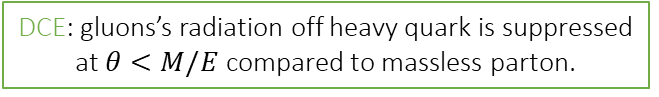 DCE: gluons's radiation off heavy quark is suppressed
at θ < M/E compared to massless parton.